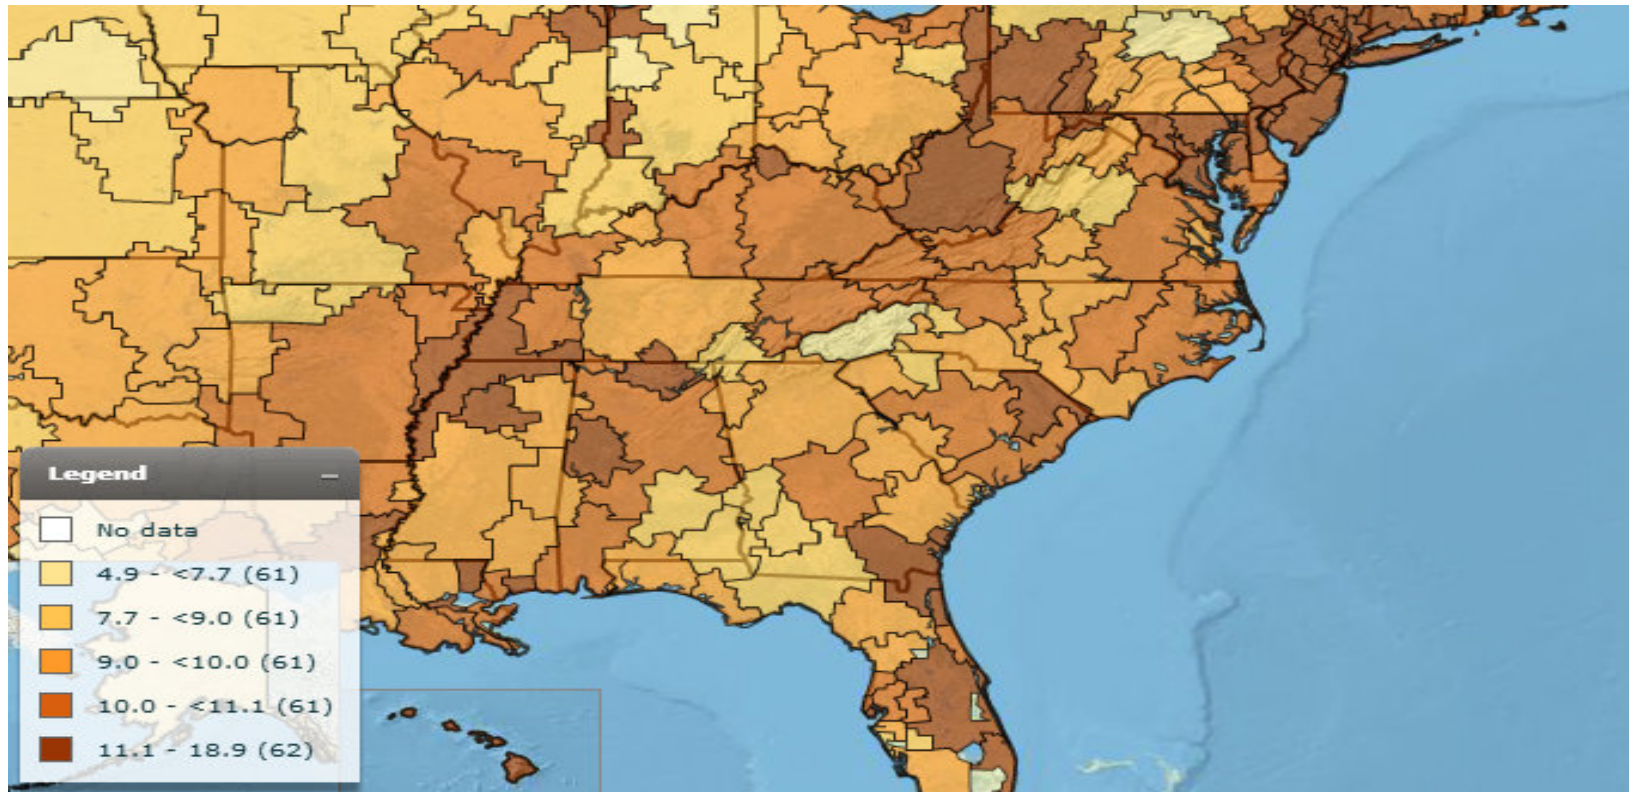 Legend
No data
4.9 - <7.7 (61)
7.7 - <9.0 (61)
9.0 - <10.0 (61)
10.0 - <11.1 (61)
11.1 - 18.9 (62)